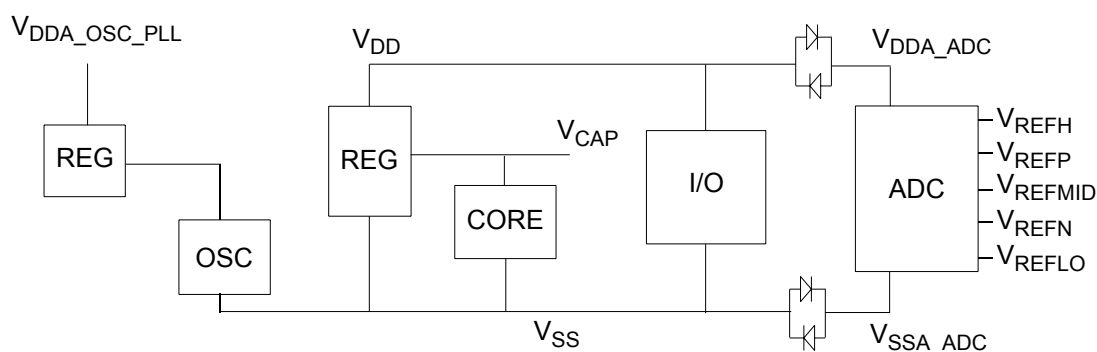 VDDA_OSC_PLL
VDD
VDDA_ADC
REG
REG
VCAP
CORE
OSC
I/O
ADC
VREFH
VREFP
VREFMID
VREFN
VREFLO
VSS
VSSA_ADC